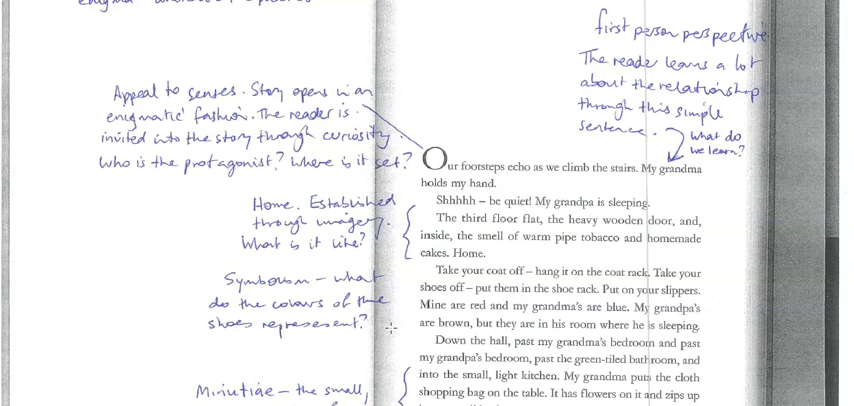 enigma
first person perspective
The reader learns a lot
about the relationship
through this simple
sentence.
what do
we learn?
Appeal to senses. Story opens in an
enigmatic fashion. The reader is
invited into the story through curiosity.
Who is the protagonist? Where is it set?
Home. Established
through imagery.
What is it like?
Symbolism – what
do the colours of the
shoes represent?
Minutiae – the small,
Our footsteps echo as we climb the stairs. My grandma
holds my hand.
Shhhhh – be quiet! My grandpa is sleeping.
The third floor flat, the heavy wooden door, and,
inside, the smell of warm pipe tobacco and homemade
cakes. Home.
Take your coat off – hang it on the coat rack. Take your
shoes off – put them in the shoe rack. Put on your slippers.
Mine are red and my grandma's are blue. My grandpa's
are brown, but they are in his room where he is sleeping.
Down the hall, past my grandma's bedroom and past
my grandpa's bedroom, past the green-tiled bathroom, and
into the small, light kitchen. My grandma puts the cloth
shopping bag on the table. It has flowers on it and zips up